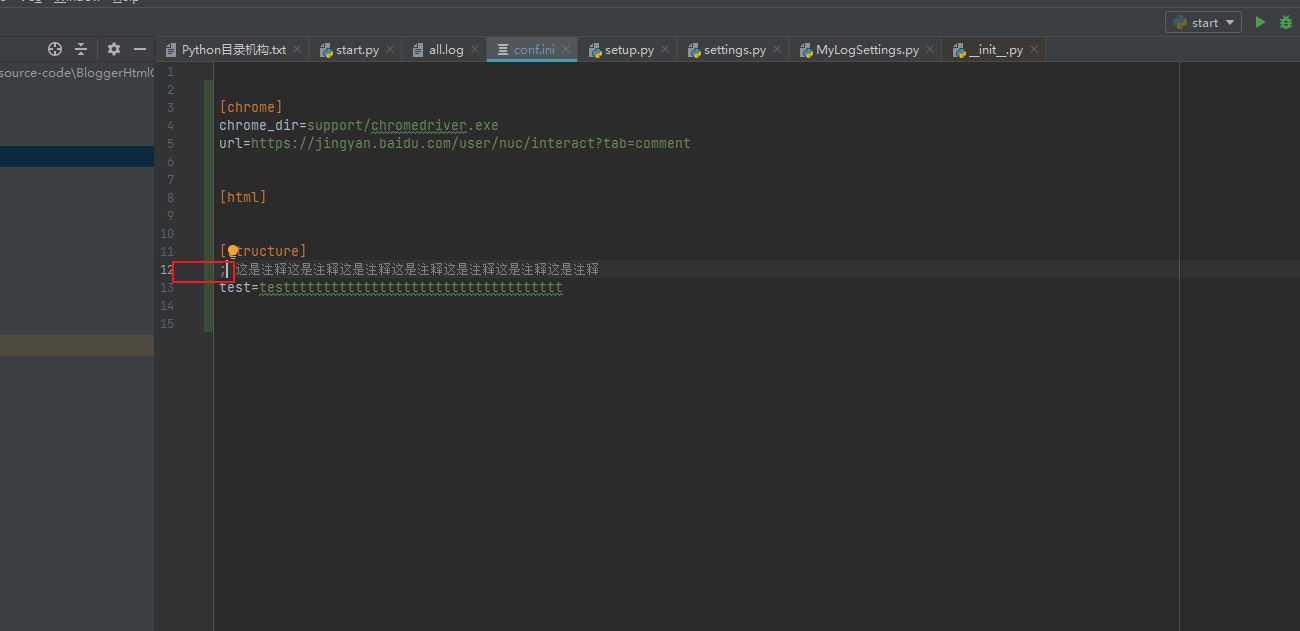 start
Python目录机构.txt start.py all.log conf.ini setup.py settings.py MyLogSettings.py __init__.py
source-code\BloggerHtml
1
2
3 [chrome]
4 chrome_dir=support/chromedriver.exe
5 url=https://jingyan.baidu.com/user/nuc/interact?tab=comment
6
7
8 [html]
9
10
11 [structure]
12 ; 这是注释这是注释这是注释这是注释这是注释这是注释这是注释
13 test=testttttttttttttttttttttttttttttttttttt
14
15